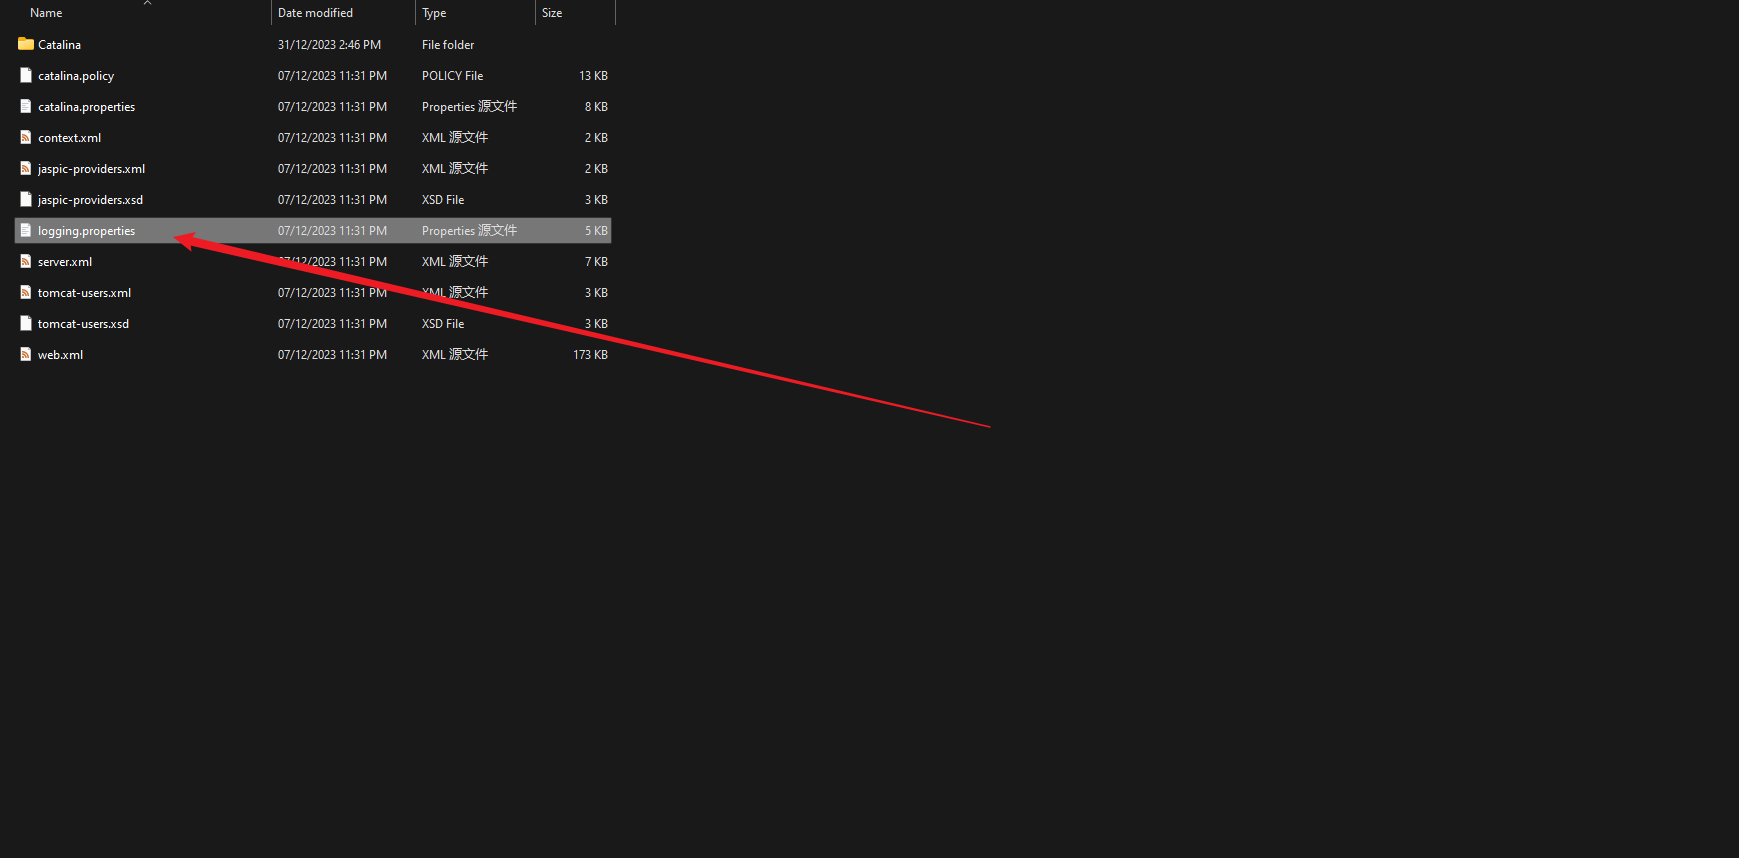 Name Date modified Type Size
Catalina 31/12/2023 2:46 PM File folder
catalina.policy 07/12/2023 11:31 PM POLICY File 13 KB
catalina.properties 07/12/2023 11:31 PM Properties 源文件 8 KB
context.xml 07/12/2023 11:31 PM XML 源文件 2 KB
jaspic-providers.xml 07/12/2023 11:31 PM XML 源文件 2 KB
jaspic-providers.xsd 07/12/2023 11:31 PM XSD File 3 KB
logging.properties 07/12/2023 11:31 PM Properties 源文件 5 KB
server.xml 07/12/2023 11:31 PM XML 源文件 7 KB
tomcat-users.xml 07/12/2023 11:31 PM XML 源文件 3 KB
tomcat-users.xsd 07/12/2023 11:31 PM XSD File 3 KB
web.xml 07/12/2023 11:31 PM XML 源文件 173 KB